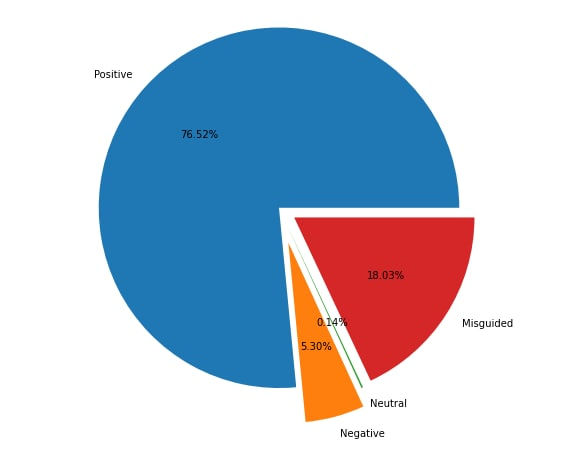 Positive
76.52%
18.03%
0.14%
Misguided
5.30%
Neutral
Negative